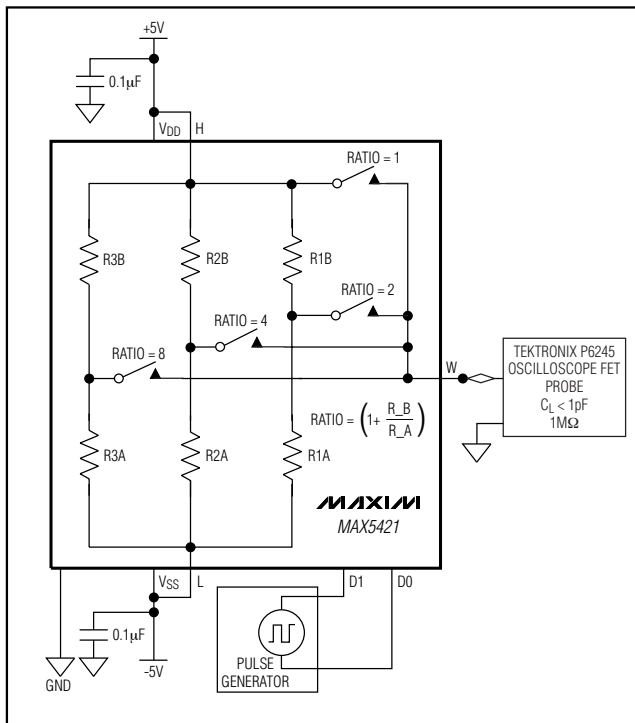 +5V
0.1µF
VDD
H
RATIO = 1
R3B
R2B
R1B
RATIO = 2
RATIO = 4
RATIO = 8
W
TEKTRONIX P6245
OSCILLOSCOPE FET
PROBE
CL < 1pF
1MΩ
RATIO = (1+ R_B / R_A)
R3A
R2A
R1A
MAXIM
MAX5421
VSS
L
D1
D0
0.1µF
-5V
GND
PULSE
GENERATOR